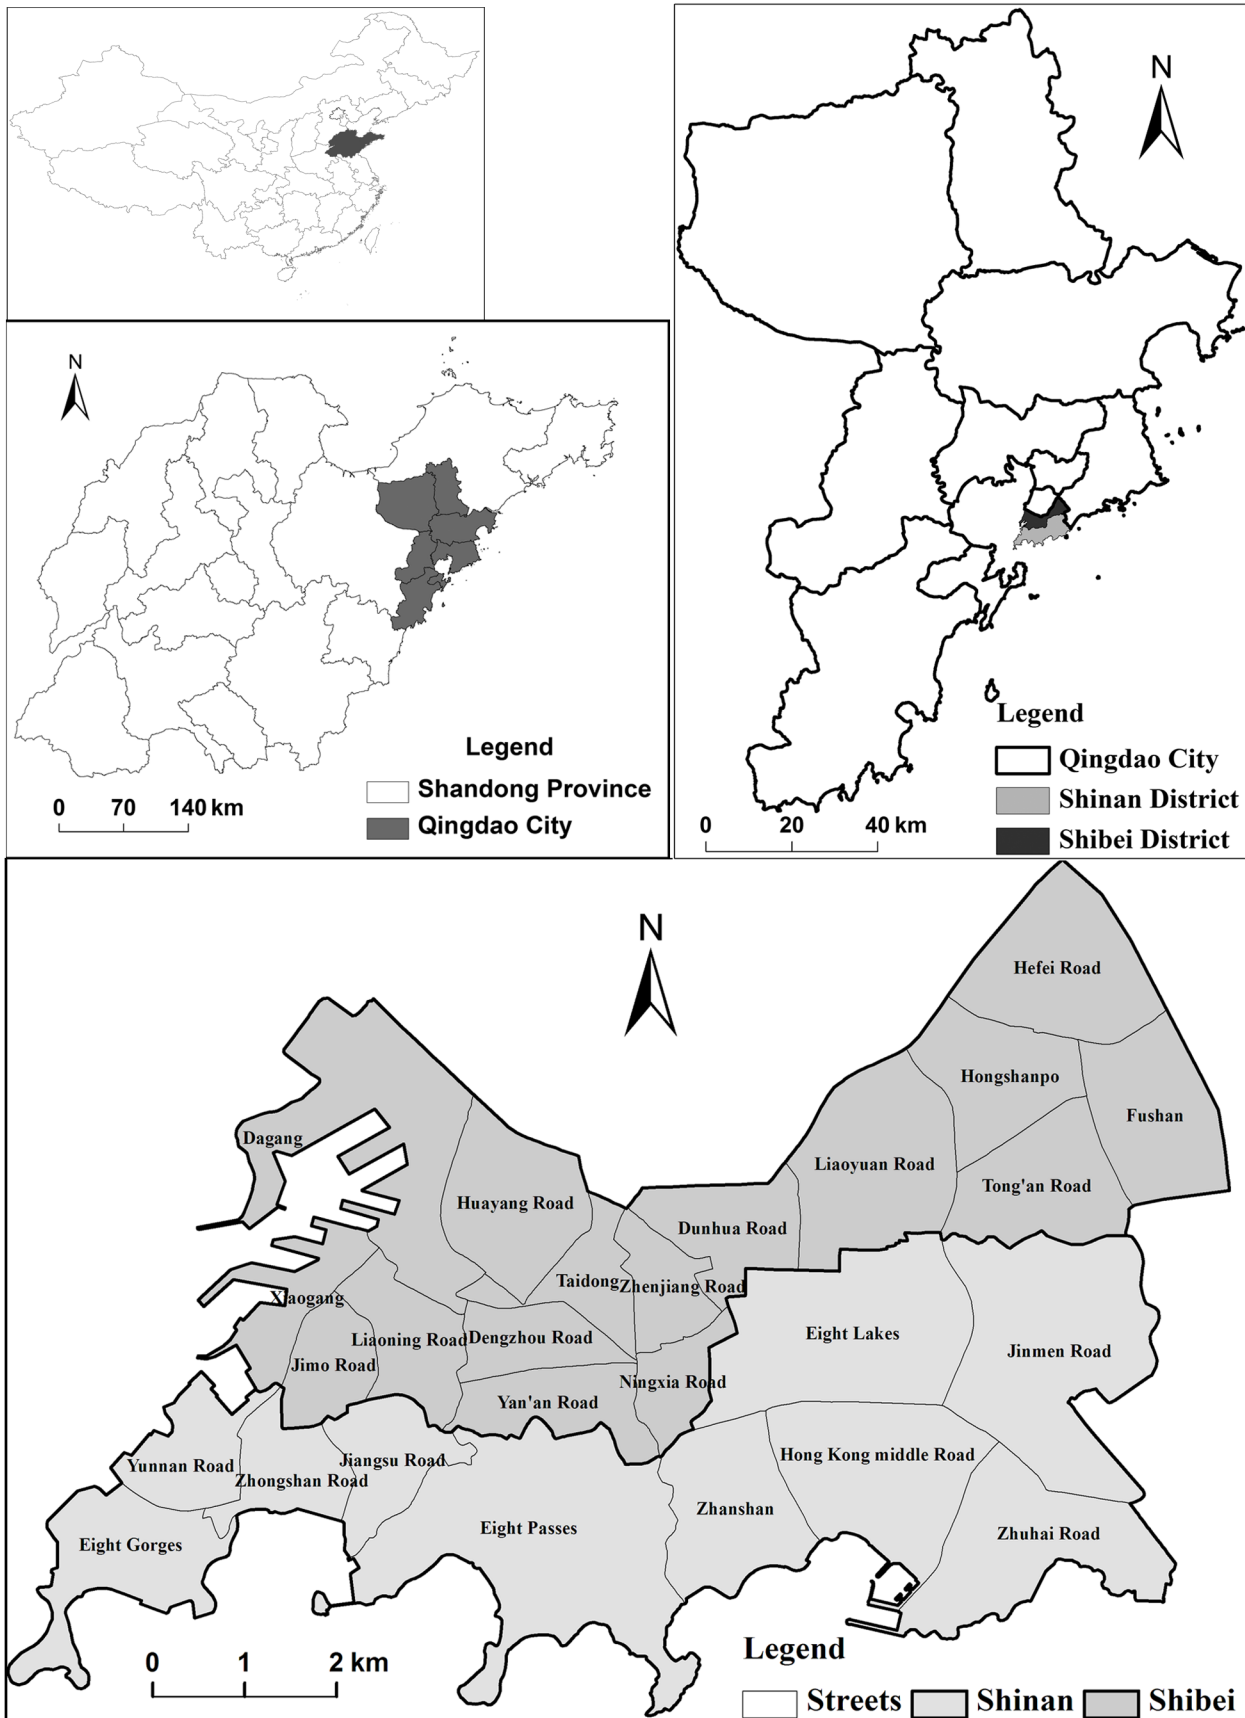 N
Legend
Shandong Province
Qingdao City
0 70 140 km
N
Legend
Qingdao City
Shinan District
Shibei District
0 20 40 km
N
Hefei Road
Hongshanpo
Fushan
Dagang
Liaoyuan Road
Tong'an Road
Huayang Road
Dunhua Road
Taidong
Zhenjiang Road
Xiaogang
Liaoning Road
Dengzhou Road
Eight Lakes
Jinmen Road
Jimo Road
Ningxia Road
Yan'an Road
Yunnan Road
Zhongshan Road
Jiangsu Road
Hong Kong middle Road
Zhanshan
Eight Gorges
Eight Passes
Zhuhai Road
0 1 2 km
Legend
Streets Shinan Shibei